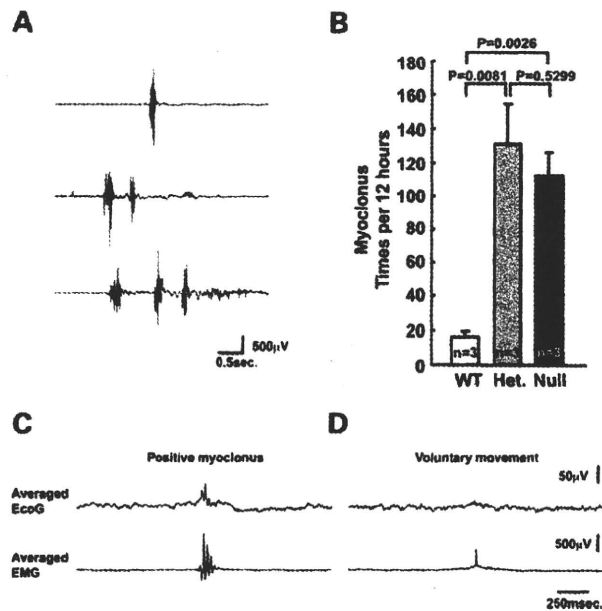 A
500μV
0.5sec.
B
P=0.0026
P=0.0081 P=0.5299
180
160
140
120
100
80
60
40
20
0
Myoclonus
Times per 12 hours
n=3
n=3
WT Het. Null
C
D
Positive myoclonus
Voluntary movement
Averaged
EcoG
50μV
Averaged
EMG
500μV
250msec.